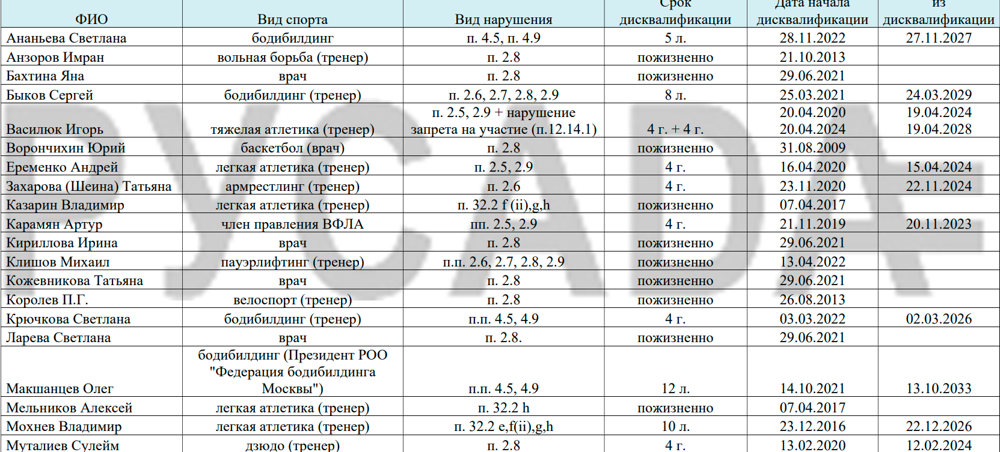 Срок Дата начала из
ФИО Вид спорта Вид нарушения дисквалификации дисквалификации дисквалификации
Ананьева Светлана бодибилдинг п. 4.5, п. 4.9 5 л. 28.11.2022 27.11.2027
Анзоров Имран вольная борьба (тренер) п. 2.8 пожизненно 21.10.2013
Бахтина Яна врач п. 2.8 пожизненно 29.06.2021
Быков Сергей бодибилдинг (тренер) п. 2.6, 2.7, 2.8, 2.9 8 л. 25.03.2021 24.03.2029
п. 2.5, 2.9 + нарушение 20.04.2020 19.04.2024
Василюк Игорь тяжелая атлетика (тренер) запрета на участие (п.12.14.1) 4 г. + 4 г. 20.04.2024 19.04.2028
Ворончихин Юрий баскетбол (врач) п. 2.8 пожизненно 31.08.2009
Еременко Андрей легкая атлетика (тренер) п. 2.5, 2.9 4 г. 16.04.2020 15.04.2024
Захарова (Шеина) Татьяна армрестлинг (тренер) п. 2.6 4 г. 23.11.2020 22.11.2024
Казарин Владимир легкая атлетика (тренер) п. 32.2 f (ii),g,h пожизненно 07.04.2017
Карамян Артур член правления ВФЛА пп. 2.5, 2.9 4 г. 21.11.2019 20.11.2023
Кириллова Ирина врач п. 2.8 пожизненно 29.06.2021
Клишов Михаил пауэрлифтинг (тренер) п.п. 2.6, 2.7, 2.8, 2.9 пожизненно 13.04.2022
Кожевникова Татьяна врач п. 2.8 пожизненно 29.06.2021
Королев П.Г. велоспорт (тренер) п. 2.8 пожизненно 26.08.2013
Крючкова Светлана бодибилдинг (тренер) п.п. 4.5, 4.9 4 г. 03.03.2022 02.03.2026
Ларева Светлана врач п. 2.8. пожизненно 29.06.2021
бодибилдинг (Президент РОО
"Федерация бодибилдинга
Макшанцев Олег Москвы") п.п. 4.5, 4.9 12 л. 14.10.2021 13.10.2033
Мельников Алексей легкая атлетика (тренер) п. 32.2 h пожизненно 07.04.2017
Мохнев Владимир легкая атлетика (тренер) п. 32.2 e,f(ii),g,h 10 л. 23.12.2016 22.12.2026
Муталиев Сулейм дзюдо (тренер) п. 2.8 4 г. 13.02.2020 12.02.2024
РУСАDА